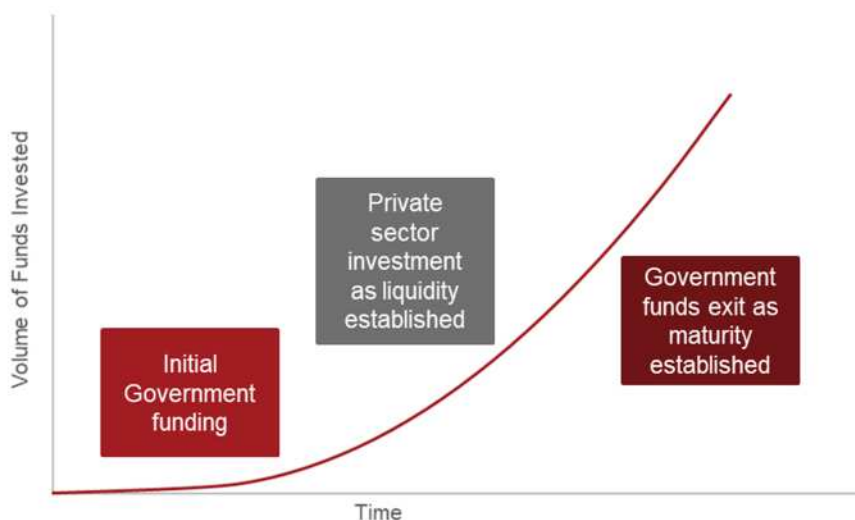 Volume of Funds Invested
Private
sector
investment
as liquidity
established
Government
funds exit as
maturity
established
Initial
Government
funding
Time